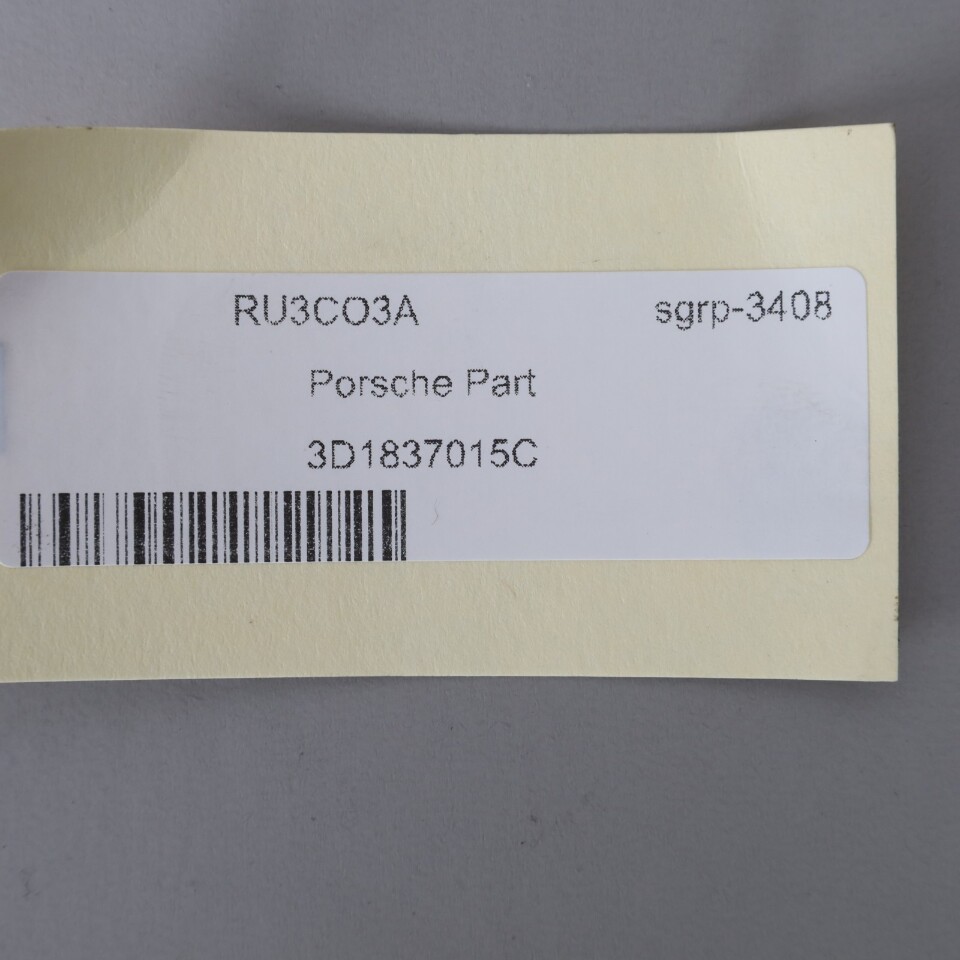 RU3CO3A sgrp-3408
Porsche Part
3D1837015C